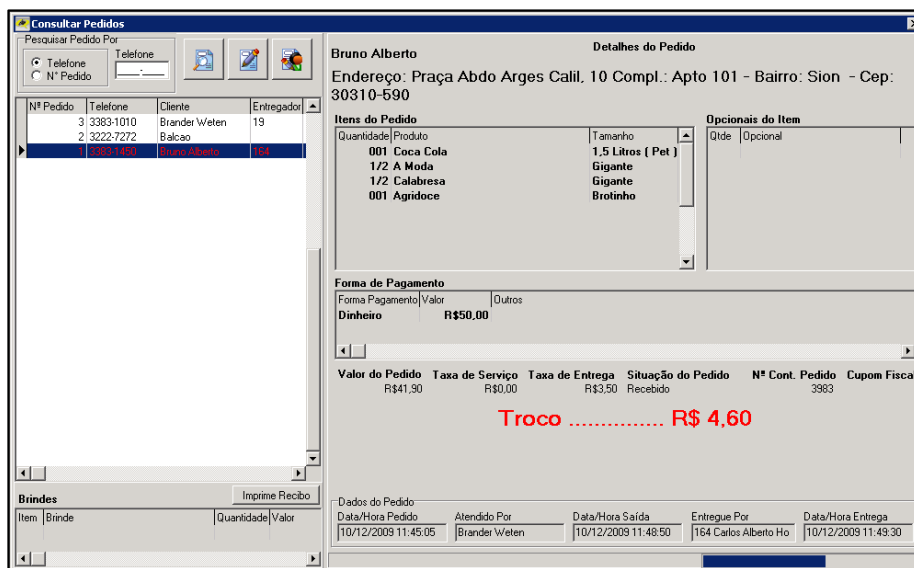 Consultar Pedidos
Pesquisar Pedido Por
Telefone
N° Pedido
Telefone
____-____
Nº Pedido Telefone Cliente Entregador
3 3383-1010 Brander Weten 19
2 3222-7272 Balcao
1 3383-1450 Bruno Alberto 164
Brindes
Imprime Recibo
Item Brinde Quantidade Valor
Detalhes do Pedido
Bruno Alberto
Endereço: Praça Abdo Arges Calil, 10 Compl.: Apto 101 - Bairro: Sion - Cep:
30310-590
Itens do Pedido
Quantidade Produto Tamanho
001 Coca Cola 1,5 Litros ( Pet )
1/2 A Moda Gigante
1/2 Calabresa Gigante
001 Agridoce Brotinho
Opcionais do Item
Qtde Opcional
Forma de Pagamento
Forma Pagamento Valor Outros
Dinheiro R$50,00
Valor do Pedido Taxa de Serviço Taxa de Entrega Situação do Pedido Nº Cont. Pedido Cupom Fiscal
R$41,90 R$0,00 R$3,50 Recebido 3983
Troco ............... R$ 4,60
Dados do Pedido
Data/Hora Pedido Atendido Por Data/Hora Saída Entregue Por Data/Hora Entrega
10/12/2009 11:45:05 Brander Weten 10/12/2009 11:48:50 164 Carlos Alberto Ho 10/12/2009 11:49:30